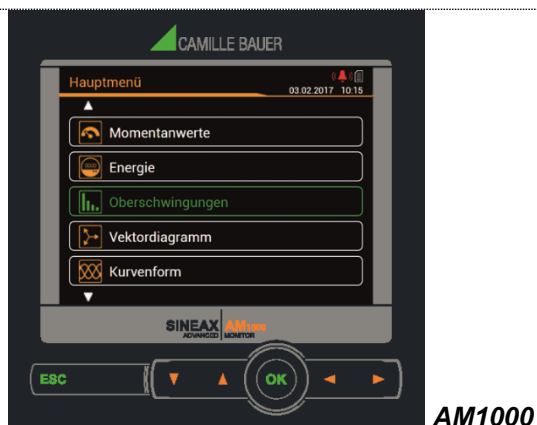 CAMILLE BAUER
Hauptmenü
03.02.2017 10:15
Momentanwerte
Energie
Oberschwingungen
Vektordiagramm
Kurvenform
SINEAX AM1000
ADVANCED MONITOR
ESC
OK
AM1000